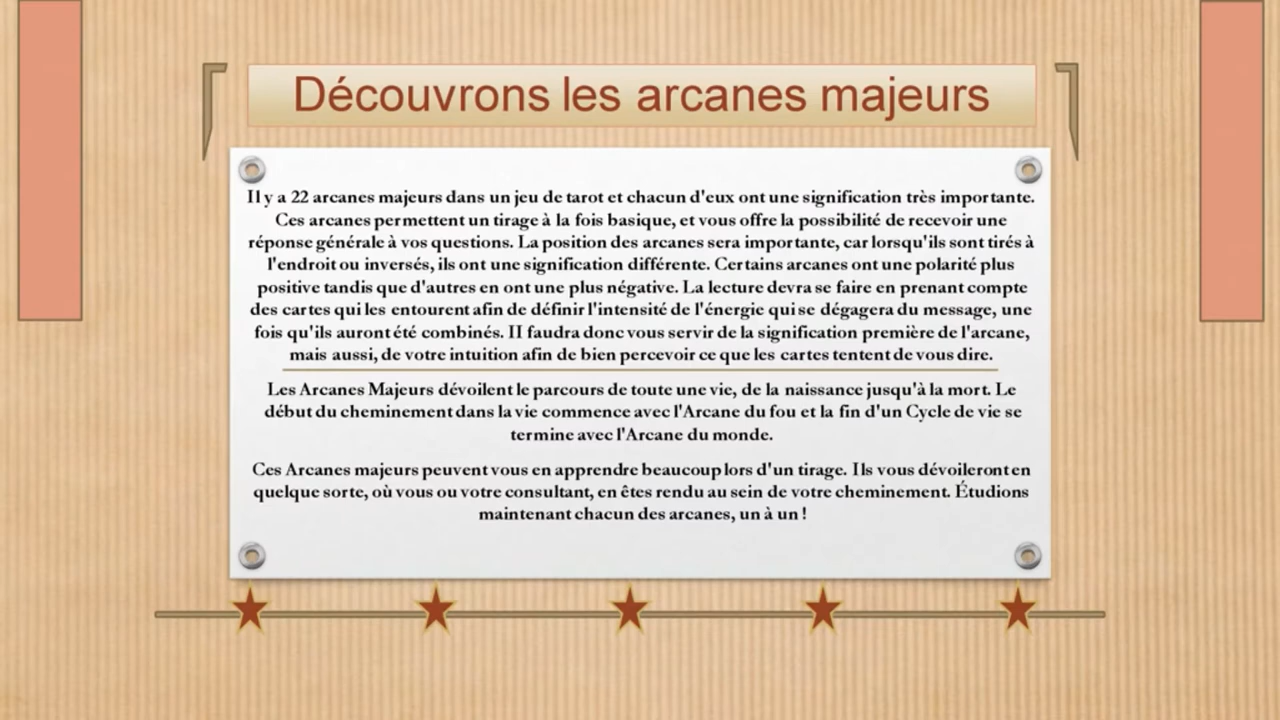 Découvrons les arcanes majeurs
Il y a 22 arcanes majeurs dans un jeu de tarot et chacun d'eux ont une signification très importante.
Ces arcanes permettent un tirage à la fois basique, et vous offre la possibilité de recevoir une
réponse générale à vos questions. La position des arcanes sera importante, car lorsqu'ils sont tirés à
l'endroit ou inversés, ils ont une signification différente. Certains arcanes ont une polarité plus
positive tandis que d'autres en ont une plus négative. La lecture devra se faire en prenant compte
des cartes qui les entourent afin de définir l'intensité de l'énergie qui se dégagera du message, une
fois qu'ils auront été combinés. Il faudra donc vous servir de la signification première de l'arcane,
mais aussi, de votre intuition afin de bien percevoir ce que les cartes tentent de vous dire.
Les Arcanes Majeurs dévoilent le parcours de toute une vie, de la naissance jusqu'à la mort. Le
début du cheminement dans la vie commence avec l'Arcane du fou et la fin d'un Cycle de vie se
termine avec l'Arcane du monde.
Ces Arcanes majeurs peuvent vous en apprendre beaucoup lors d'un tirage. Ils vous dévoileront en
quelque sorte, où vous ou votre consultant, en êtes rendu au sein de votre cheminement. Étudions
maintenant chacun des arcanes, un à un !